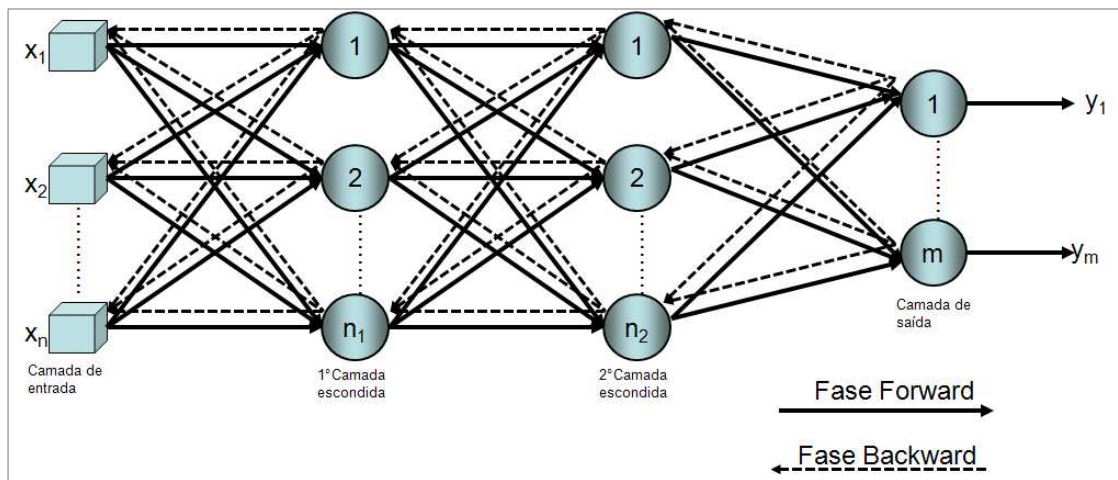 x1
1
1
1
y1
x2
2
2
xn
n1
n2
m
ym
Camada de
entrada
1°Camada
escondida
2°Camada
escondida
Camada de
saída
Fase Forward
Fase Backward